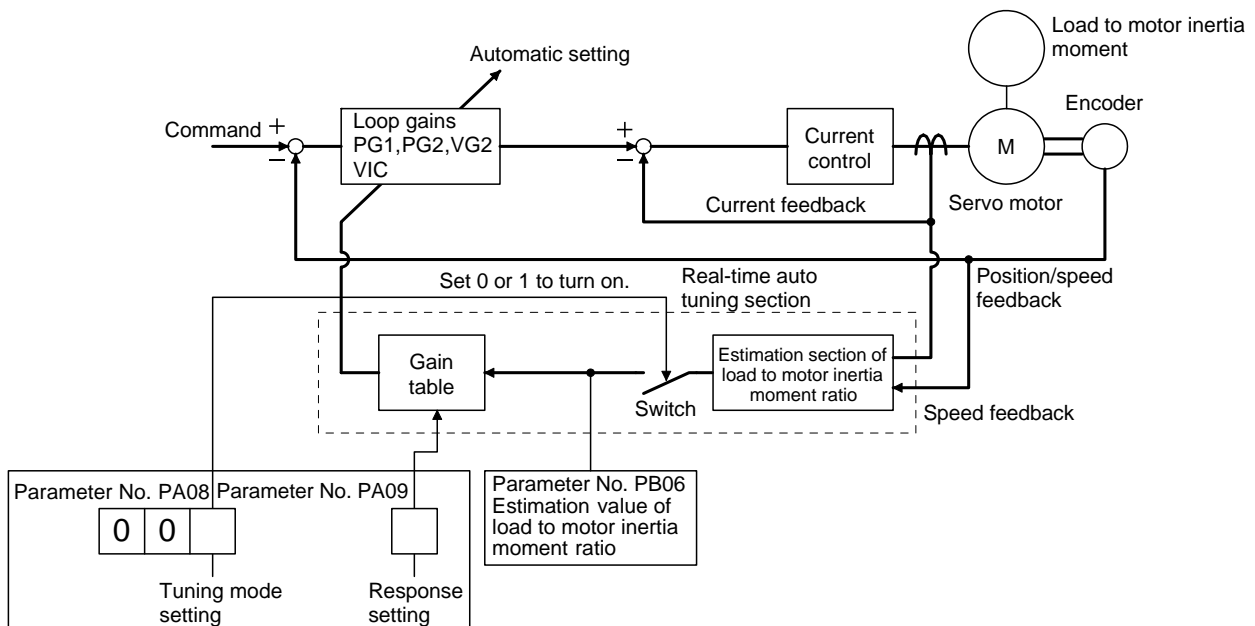 Load to motor inertia
moment
Automatic setting
Encoder
Command
+
−
Loop gains
PG1,PG2,VG2
VIC
+
−
Current
control
M
Servo motor
Current feedback
Set 0 or 1 to turn on.
Real-time auto
tuning section
Position/speed
feedback
Gain
table
Switch
Estimation section of
load to motor inertia
moment ratio
Speed feedback
Parameter No. PA08
Parameter No. PA09
0 0
Tuning mode
setting
Response
setting
Parameter No. PB06
Estimation value of
load to motor inertia
moment ratio